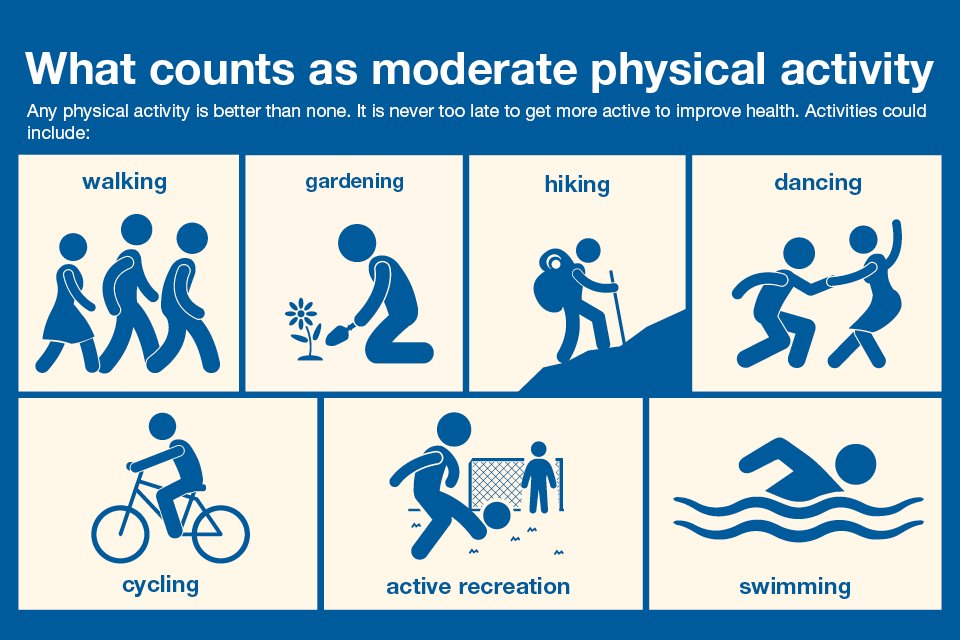 What counts as moderate physical activity
Any physical activity is better than none. It is never too late to get more active to improve health. Activities could
include:
walking
gardening
hiking
dancing
cycling
active recreation
swimming